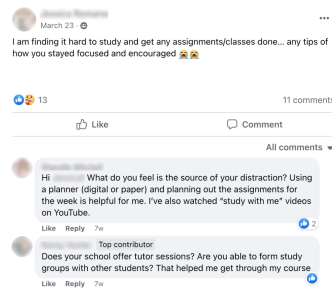 March 23 ·
I am finding it hard to study and get any assignments/classes done... any tips of
how you stayed focused and encouraged 😭😭
13
11 comments
Like
Comment
All comments
Hi What do you feel is the source of your distraction? Using
a planner (digital or paper) and planning out the assignments for
the week is helpful for me. I've also watched "study with me" videos
on YouTube.
2
Like Reply 7w
Top contributor
Does your school offer tutor sessions? Are you able to form study
groups with other students? That helped me get through my course
Like Reply 7w